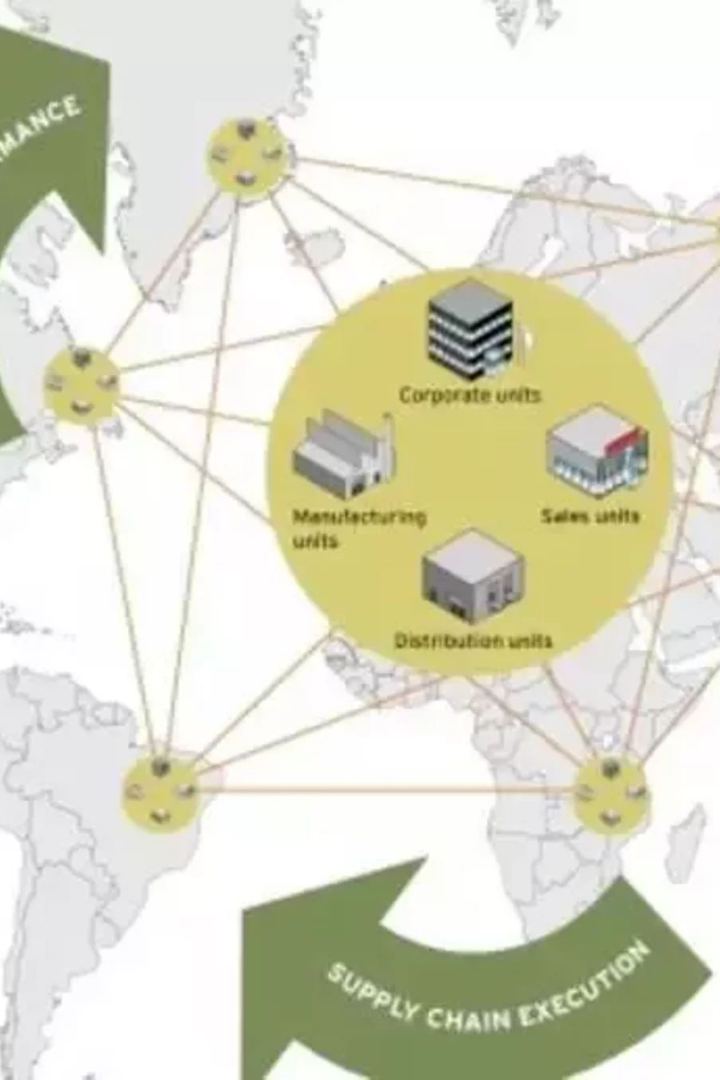 MANCE
Corporate units
Manufacturing
units
Sales units
Distribution units
SUPPLY CHAIN EXECUTION